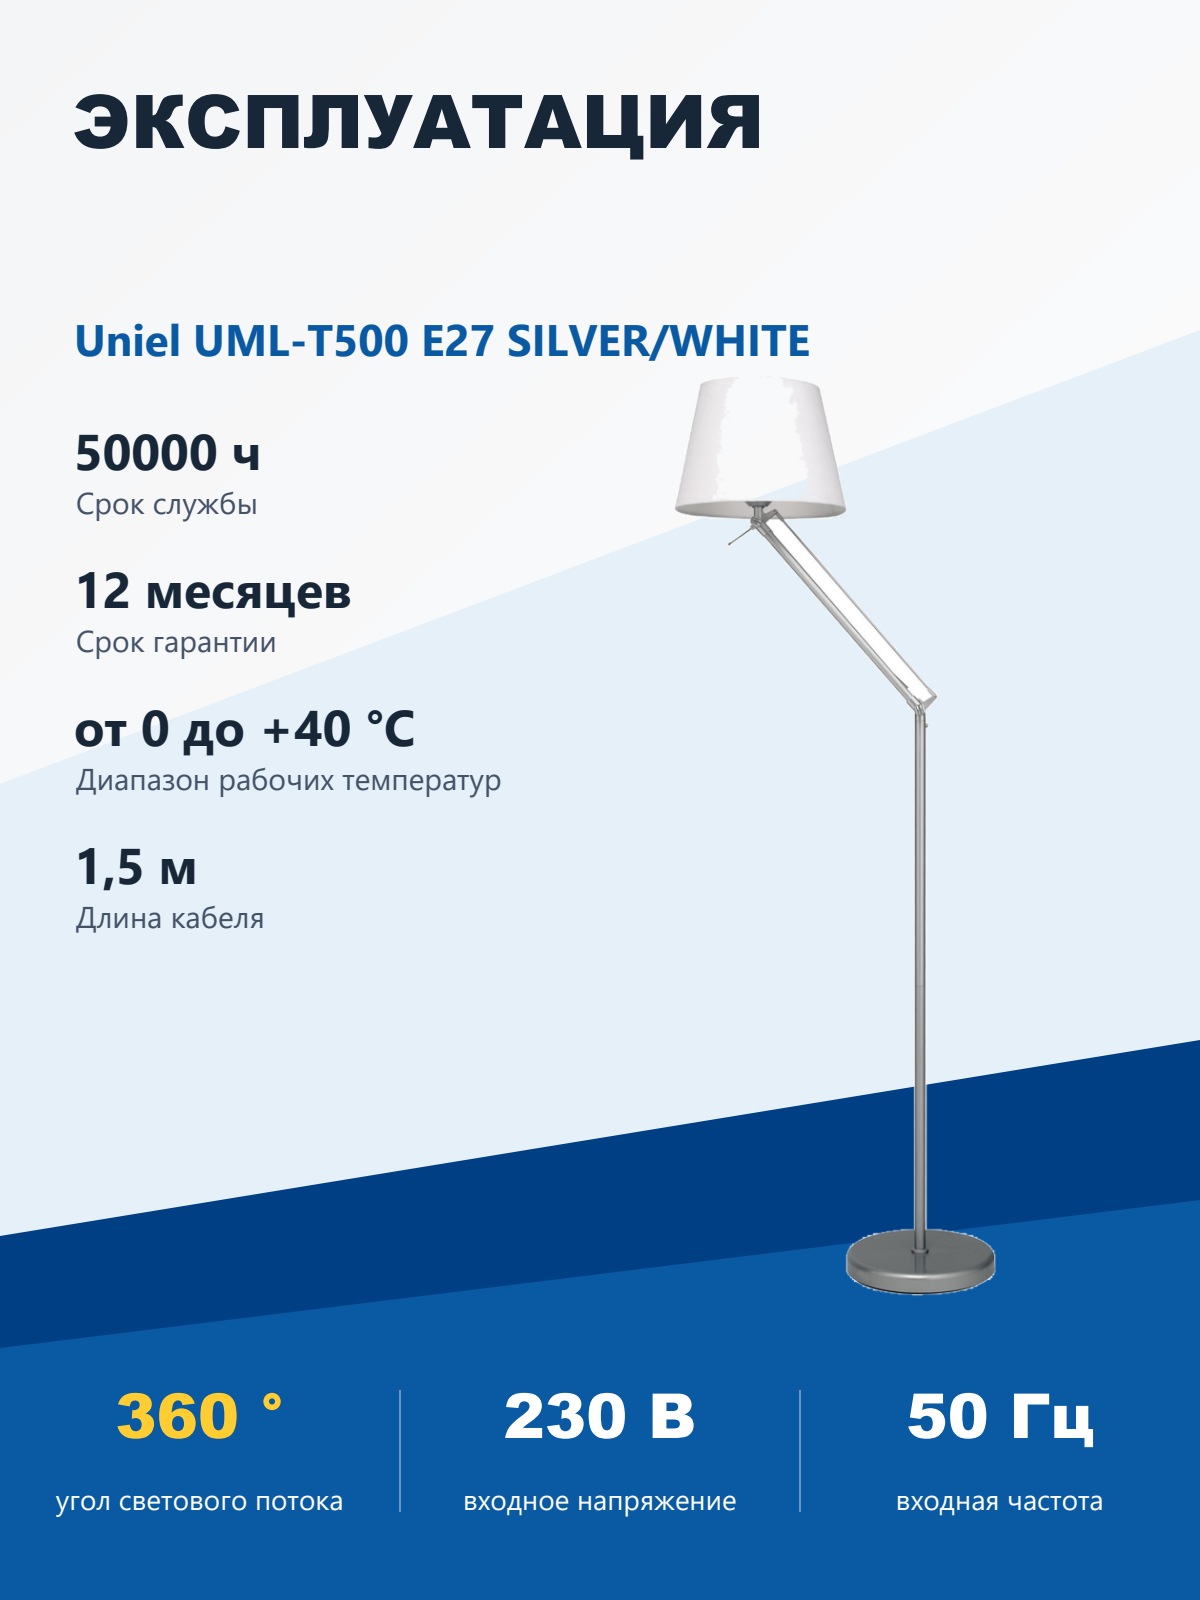 ЭКСПЛУАТАЦИЯ
Uniel UML-T500 E27 SILVER/WHITE
50000 ч
Срок службы
12 месяцев
Срок гарантии
от 0 до +40 °C
Диапазон рабочих температур
1,5 м
Длина кабеля
360 °
угол светового потока
230 В
входное напряжение
50 Гц
входная частота